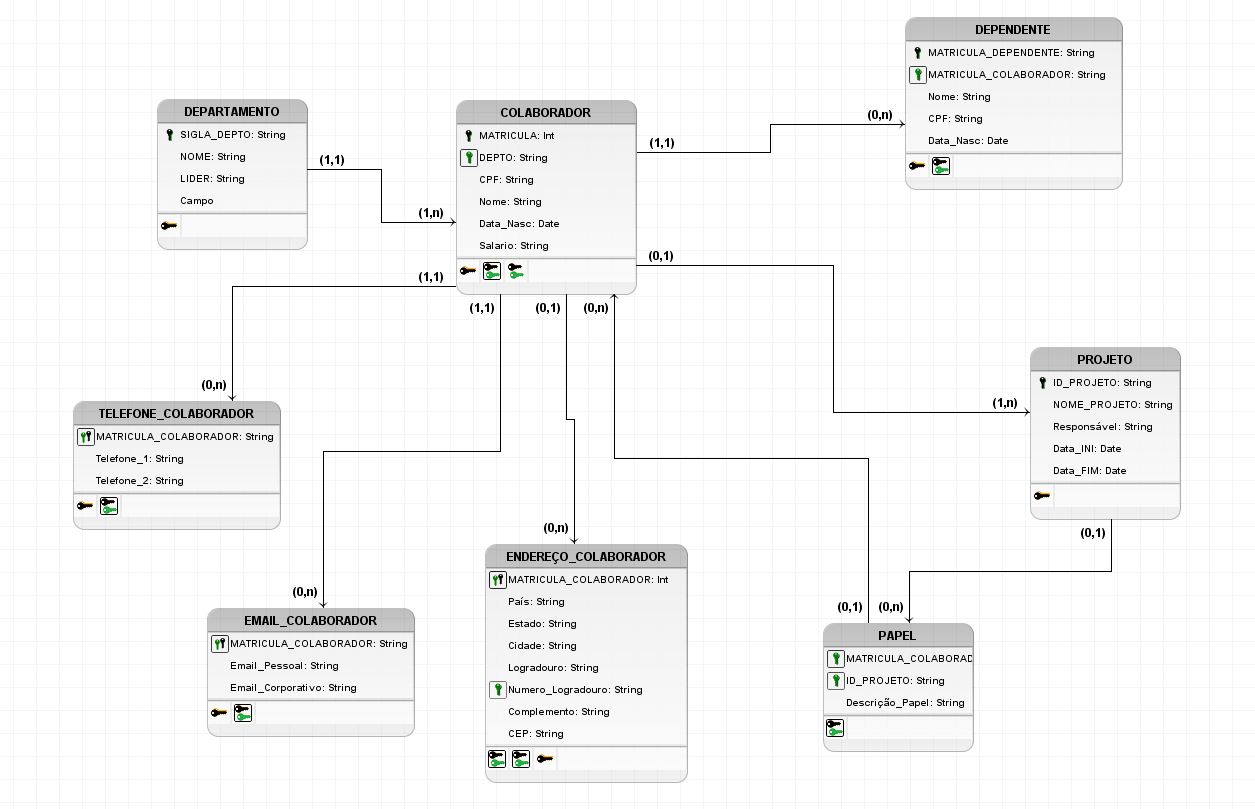 DEPENDENTE
MATRICULA_DEPENDENTE: String
MATRICULA_COLABORADOR: String
Nome: String
CPF: String
Data_Nasc: Date
DEPARTAMENTO
SIGLA_DEPTO: String
NOME: String
LIDER: String
Campo
COLABORADOR
MATRICULA: Int
DEPTO: String
CPF: String
Nome: String
Data_Nasc: Date
Salario: String
(1,1)
(1,n)
(1,1)
(0,n)
(0,1)
(1,n)
(1,1)
(0,n)
(1,1)
(0,1)
(0,n)
PROJETO
ID_PROJETO: String
NOME_PROJETO: String
Responsável: String
Data_INI: Date
Data_FIM: Date
(0,1)
TELEFONE_COLABORADOR
MATRICULA_COLABORADOR: String
Telefone_1: String
Telefone_2: String
(0,n)
ENDEREÇO_COLABORADOR
MATRICULA_COLABORADOR: Int
País: String
Estado: String
Cidade: String
Logradouro: String
Numero_Logradouro: String
Complemento: String
CEP: String
(0,n)
EMAIL_COLABORADOR
MATRICULA_COLABORADOR: String
Email_Pessoal: String
Email_Corporativo: String
(0,1)
(0,n)
PAPEL
MATRICULA_COLABORAD
ID_PROJETO: String
Descrição_Papel: String